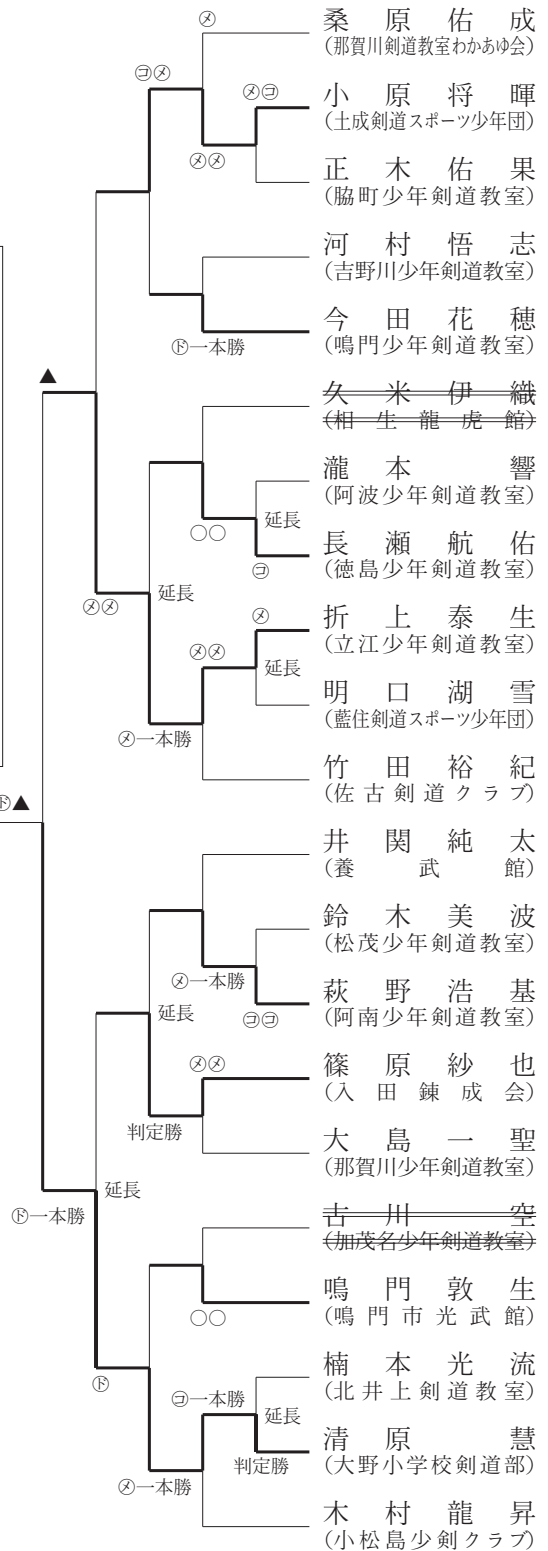 桑原佑成
(那賀川剣道教室わかあゆ会)
小原将暉
(土成剣道スポーツ少年団)
正木佑果
(脇町少年剣道教室)
河村悟志
(吉野川少年剣道教室)
今田花穂
(鳴門少年剣道教室)
久米伊織
(相生龍虎館)
瀧本響
(阿波少年剣道教室)
長瀬航佑
(徳島少年剣道教室)
折上泰生
(立江少年剣道教室)
明口湖雪
(藍住剣道スポーツ少年団)
竹田裕紀
(佐古剣道クラブ)
井関純太
(養武館)
鈴木美波
(松茂少年剣道教室)
萩野浩基
(阿南少年剣道教室)
篠原紗也
(入田錬成会)
大島一聖
(那賀川少年剣道教室)
古川空
(加茂名少年剣道教室)
鳴門敦生
(鳴門市光武館)
楠本光流
(北井上剣道教室)
清原慧
(大野小学校剣道部)
木村龍昇
(小松島少剣クラブ)
㋱
㋙㋱
㋱㋙
㋱㋱
㋣一本勝
▲
延長
○○
㋙
㋱㋱
延長
㋱
㋱㋱
延長
㋱一本勝
㋣▲
㋱一本勝
延長
㋙㋙
㋱㋱
判定勝
延長
㋣一本勝
○○
㋣
㋙一本勝
延長
判定勝
㋱一本勝